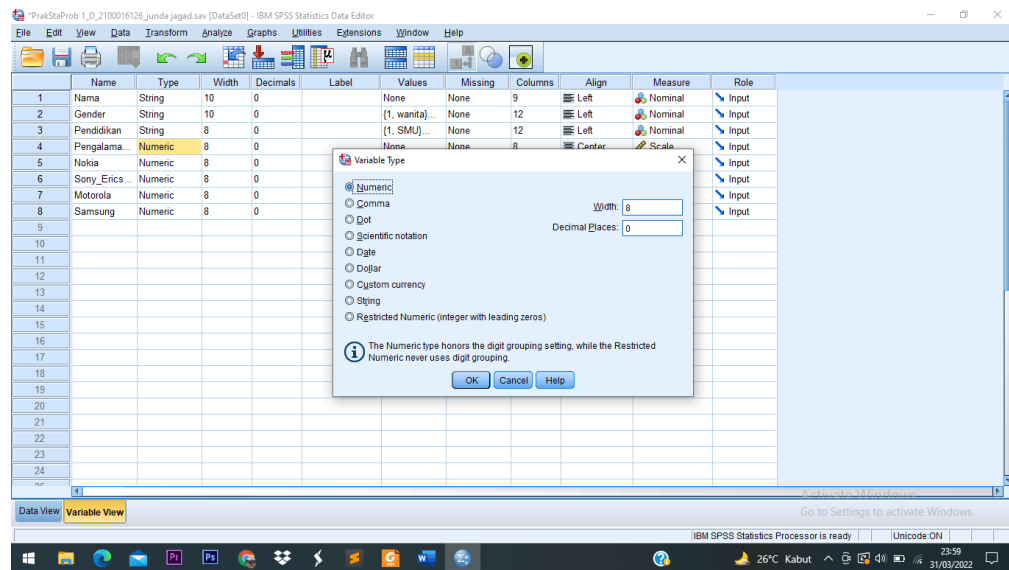 *PrakStaProb 1_D_2100016126_junda jagad.sav [DataSet0] - IBM SPSS Statistics Data Editor
File Edit View Data Transform Analyze Graphs Utilities Extensions Window Help
Name Type Width Decimals Label Values Missing Columns Align Measure Role
1 Nama String 10 0 None None 9 Left Nominal Input
2 Gender String 10 0 {1, wanita}... None 12 Left Nominal Input
3 Pendidikan String 8 0 {1, SMU}... None 12 Left Nominal Input
4 Pengalama... Numeric 8 0 None None 8 Center Scale Input
5 Nokia Numeric 8 0 Input
6 Sony_Erics... Numeric 8 0 Input
7 Motorola Numeric 8 0 Input
8 Samsung Numeric 8 0 Input
9
10
11
12
13
14
15
16
17
18
19
20
21
22
23
24
Variable Type
Numeric
Comma
Dot
Scientific notation
Date
Dollar
Custom currency
String
Restricted Numeric (integer with leading zeros)
Width: 8
Decimal Places: 0
The Numeric type honors the digit grouping setting, while the Restricted
Numeric never uses digit grouping.
OK Cancel Help
Activate Windows
Go to Settings to activate Windows.
Data View Variable View
IBM SPSS Statistics Processor is ready Unicode:ON
Pr Ps 26°C Kabut 23:59
31/03/2022